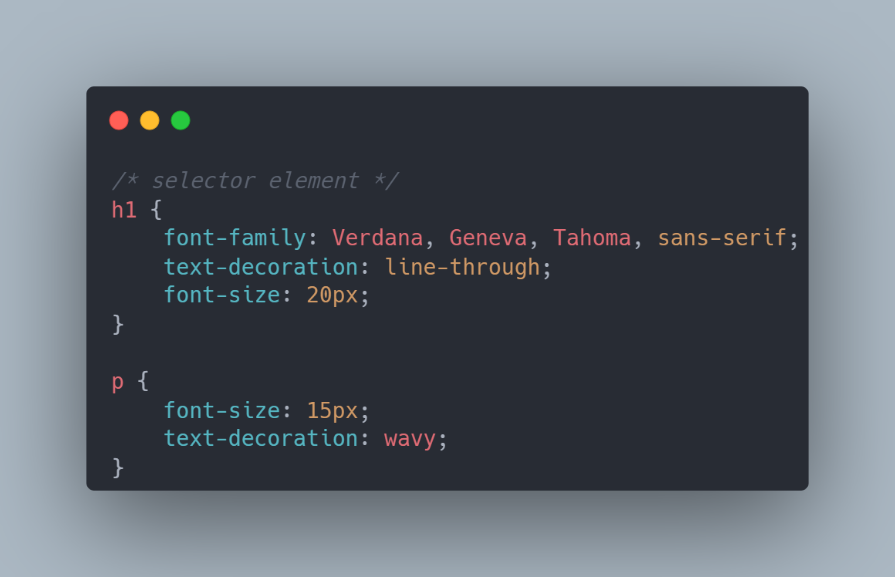 /* selector element */
h1 {
    font-family: Verdana, Geneva, Tahoma, sans-serif;
    text-decoration: line-through;
    font-size: 20px;
}

p {
    font-size: 15px;
    text-decoration: wavy;
}